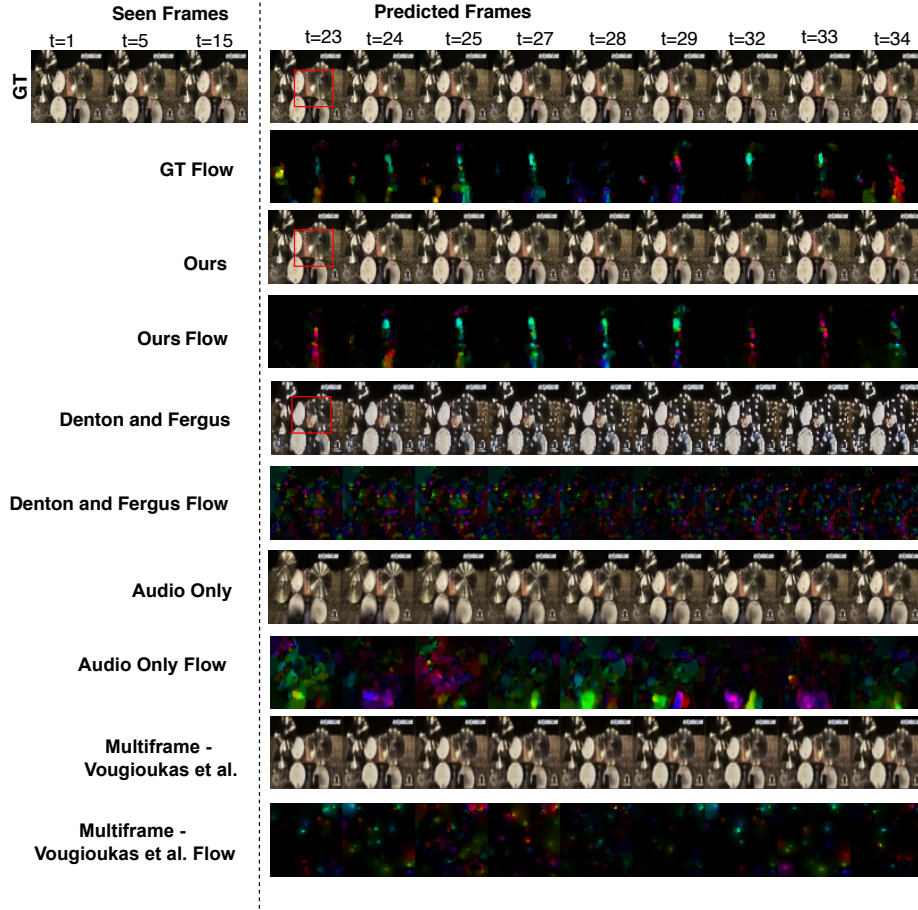 Seen Frames
Predicted Frames
t=1 t=5 t=15 t=23 t=24 t=25 t=27 t=28 t=29 t=32 t=33 t=34
GT
GT Flow
Ours
Ours Flow
Denton and Fergus
Denton and Fergus Flow
Audio Only
Audio Only Flow
Multiframe -
Vougioukas et al.
Multiframe -
Vougioukas et al. Flow